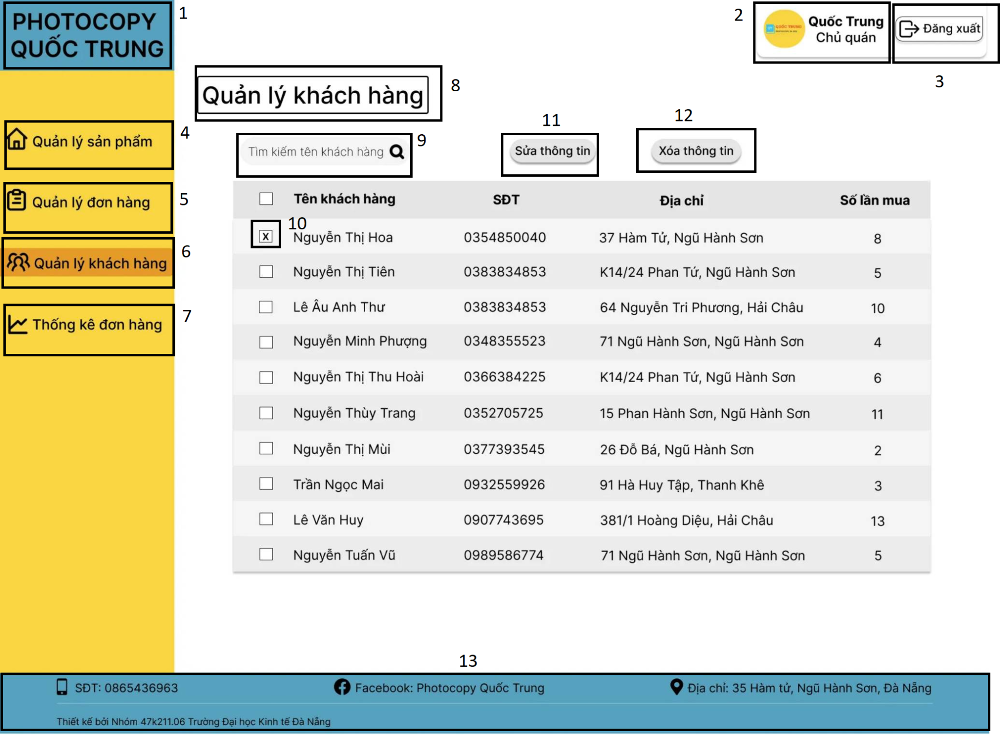 PHOTOCOPY
QUỐC TRUNG
1
2
QUỐC TRUNG
Quốc Trung
Chủ quán
Đăng xuất
3
Quản lý khách hàng
8
4
Quản lý sản phẩm
5
Quản lý đơn hàng
6
Quản lý khách hàng
7
Thống kê đơn hàng
Tìm kiếm tên khách hàng
9
11
Sửa thông tin
12
Xóa thông tin
Tên khách hàng SĐT Địa chỉ Số lần mua
10
X Nguyễn Thị Hoa 0354850040 37 Hàm Tử, Ngũ Hành Sơn 8
Nguyễn Thị Tiên 0383834853 K14/24 Phan Tứ, Ngũ Hành Sơn 5
Lê Âu Anh Thư 0383834853 64 Nguyễn Tri Phương, Hải Châu 10
Nguyễn Minh Phượng 0348355523 71 Ngũ Hành Sơn, Ngũ Hành Sơn 4
Nguyễn Thị Thu Hoài 0366384225 K14/24 Phan Tứ, Ngũ Hành Sơn 6
Nguyễn Thùy Trang 0352705725 15 Phan Hành Sơn, Ngũ Hành Sơn 11
Nguyễn Thị Mùi 0377393545 26 Đỗ Bá, Ngũ Hành Sơn 2
Trần Ngọc Mai 0932559926 91 Hà Huy Tập, Thanh Khê 3
Lê Văn Huy 0907743695 381/1 Hoàng Diệu, Hải Châu 13
Nguyễn Tuấn Vũ 0989586774 71 Ngũ Hành Sơn, Ngũ Hành Sơn 5
13
SĐT: 0865436963 Facebook: Photocopy Quốc Trung Địa chỉ: 35 Hàm tử, Ngũ Hành Sơn, Đà Nẵng
Thiết kế bởi Nhóm 47k211.06 Trường Đại học Kinh tế Đà Nẵng